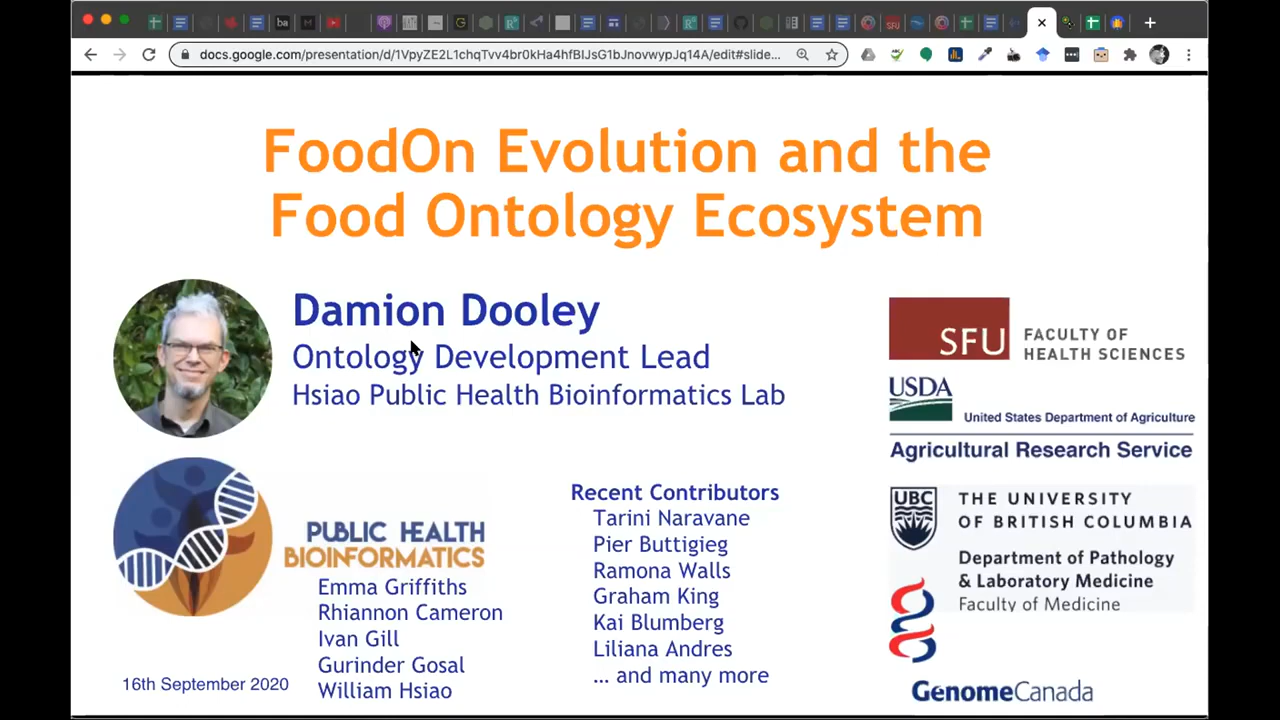 docs.google.com/presentation/d/1VpyZE2L1chqTvv4br0kHa4hfBIJsG1bJnovwypJq14A/edit#slide...
FoodOn Evolution and the
Food Ontology Ecosystem
Damion Dooley
Ontology Development Lead
Hsiao Public Health Bioinformatics Lab
SFU
FACULTY OF
HEALTH SCIENCES
USDA
United States Department of Agriculture
Agricultural Research Service
PUBLIC HEALTH
BIOINFORMATICS
Emma Griffiths
Rhiannon Cameron
Ivan Gill
Gurinder Gosal
William Hsiao
Recent Contributors
Tarini Naravane
Pier Buttigieg
Ramona Walls
Graham King
Kai Blumberg
Liliana Andres
... and many more
UBC
THE UNIVERSITY
OF BRITISH COLUMBIA
Department of Pathology
& Laboratory Medicine
Faculty of Medicine
GenomeCanada
16th September 2020